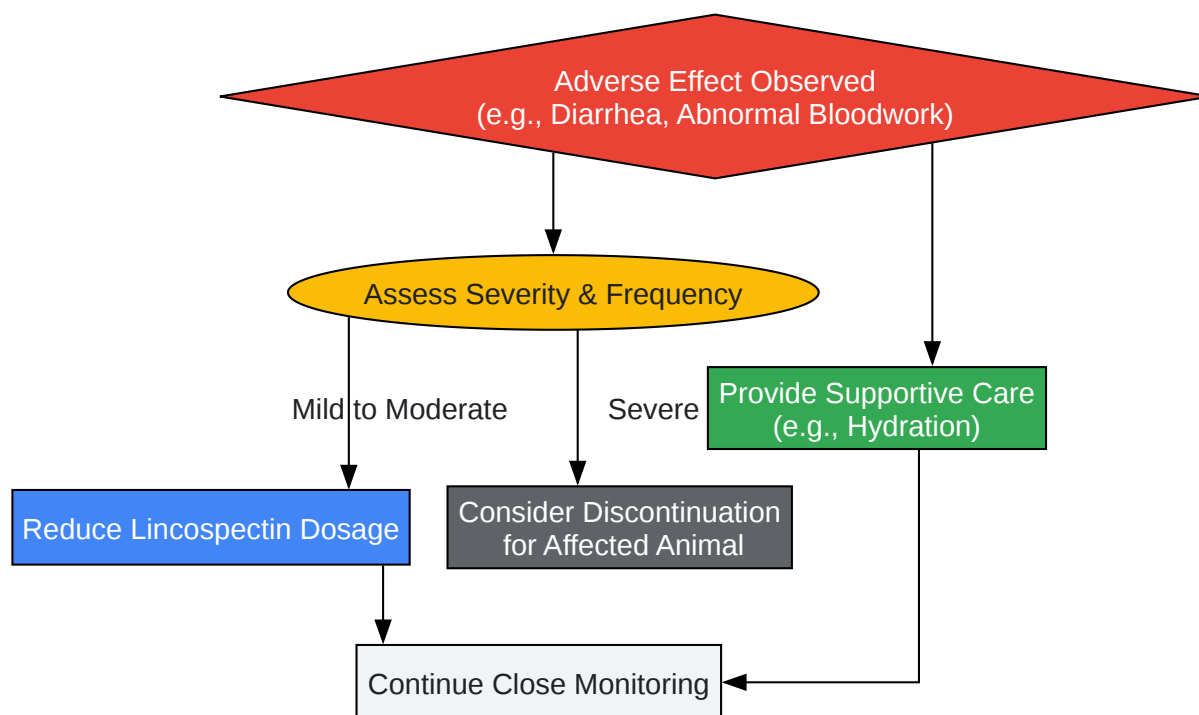 Adverse Effect Observed
(e.g., Diarrhea, Abnormal Bloodwork)
Assess Severity & Frequency
Mild to Moderate
Severe
Provide Supportive Care
(e.g., Hydration)
Reduce Lincospectin Dosage
Consider Discontinuation
for Affected Animal
Continue Close Monitoring